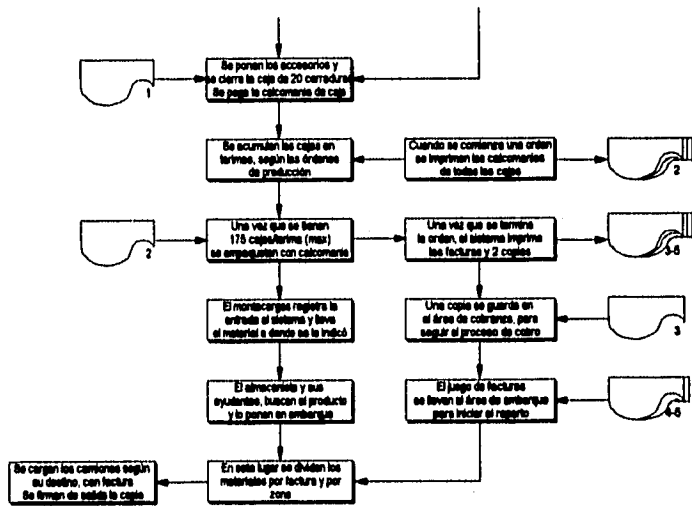 Se ponen los accesorios y
se cierra la caja de 20 cerraduras
Se pega la calcomania de caja
1
Se acumulan las cajas en
tarimas, según las órdenes
de producción
Cuando se comienza una orden
se imprimen las calcomanias
de todas las cajas
2
Una vez que se tienen
175 cajas/tarima (max)
se empaquetan con calcomania
2
Una vez que se termina
la orden, el sistema imprime
las facturas y 2 copias
3-5
El montacargas registra la
entrada al sistema y lleva
el material a donde se le indicó
Una copia se guarda en
el área de cobranza, para
seguir el proceso de cobro
3
El almacenista y sus
ayudantes, buscan el producto
y lo ponen en embarque
El juego de facturas
se llevan al área de embarque
para iniciar el reparto
4-5
Se cargan los camiones según
su destino, con factura
Se firman de salida la copia
En este lugar se dividen los
materiales por factura y por
zona